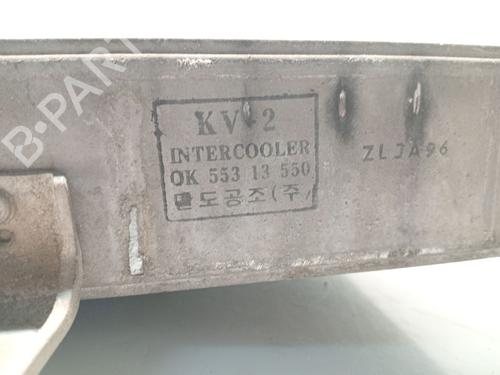 B-PARTS
KV-2
INTERCOOLER
OK 553 13 550
만도공조(주)
ZLJA96